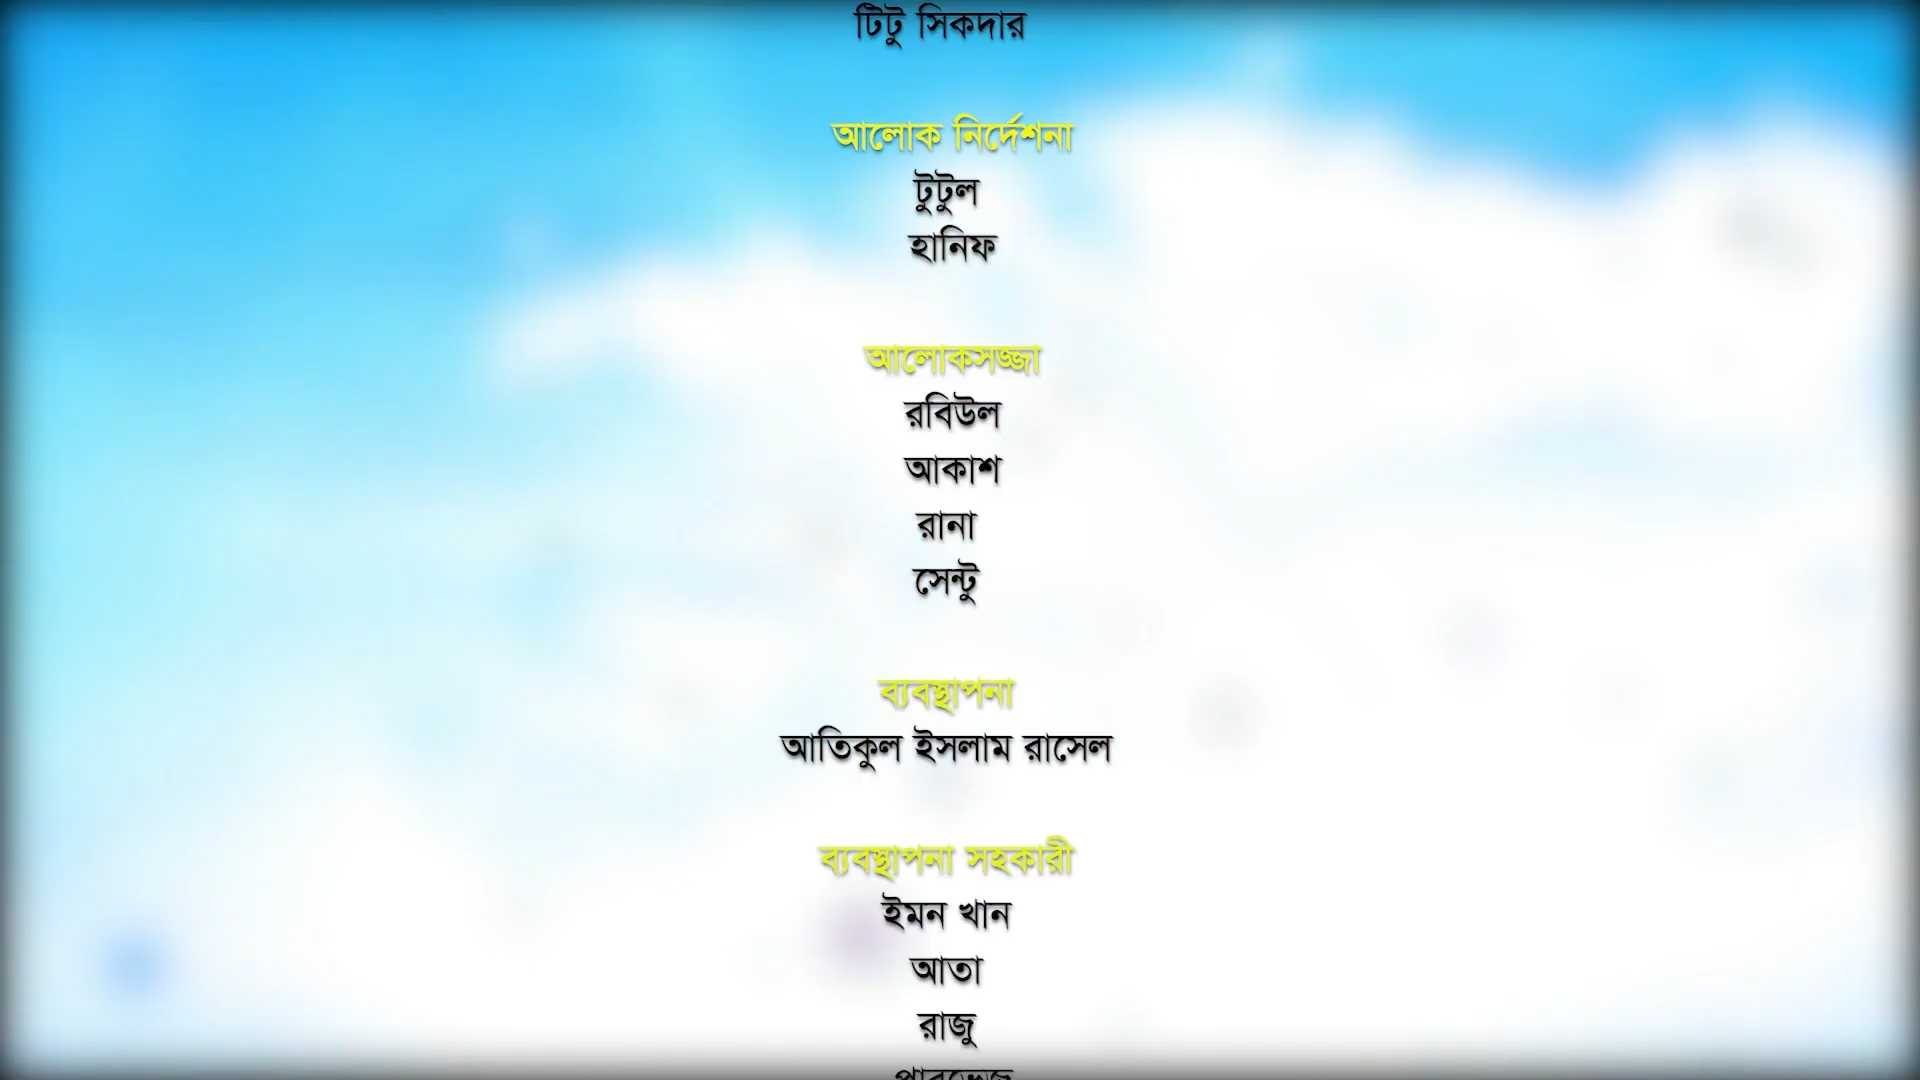 টিটু সিকদার
আলোক নির্দেশনা
টুটুল
হানিফ
আলোকসজ্জা
রবিউল
আকাশ
রানা
সেন্টু
ব্যবস্থাপনা
আতিকুল ইসলাম রাসেল
ব্যবস্থাপনা সহকারী
ইমন খান
আতা
রাজু